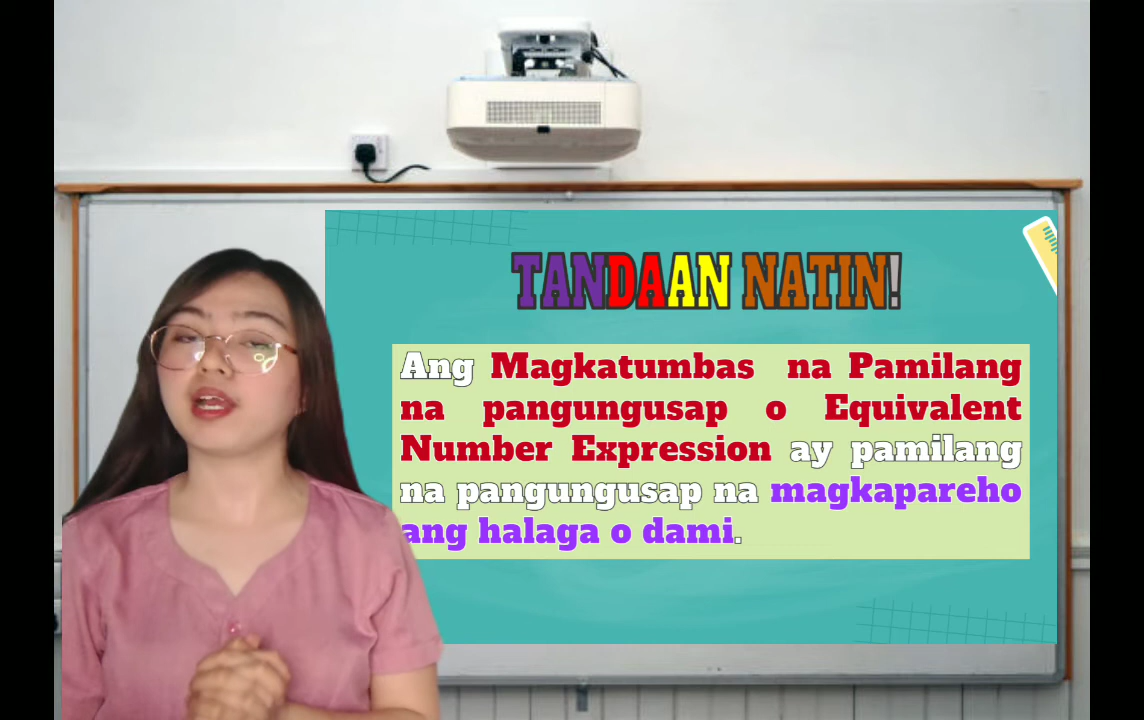 TANDAAN NATIN!
Ang Magkatumbas na Pamilang
na pangungusap o Equivalent
Number Expression ay pamilang
na pangungusap na magkapareho
ang halaga o dami.